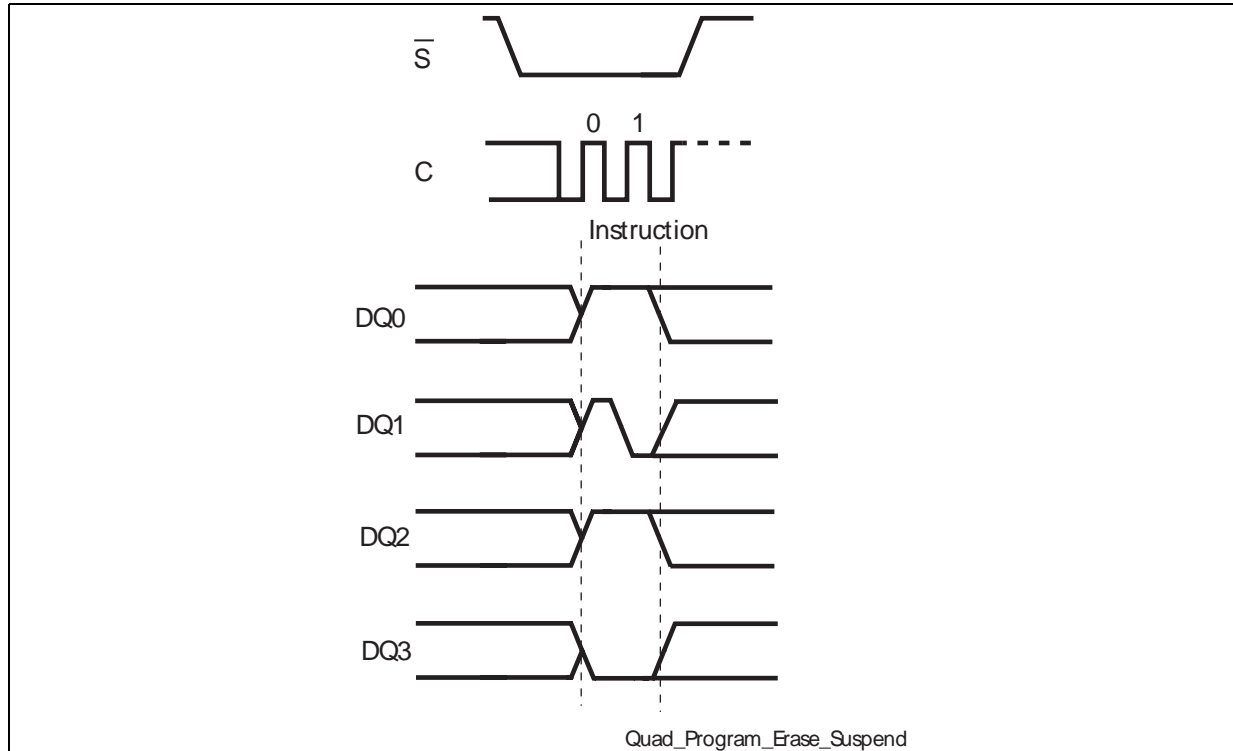 S̅
0 1
C
Instruction
DQ0
DQ1
DQ2
DQ3
Quad_Program_Erase_Suspend